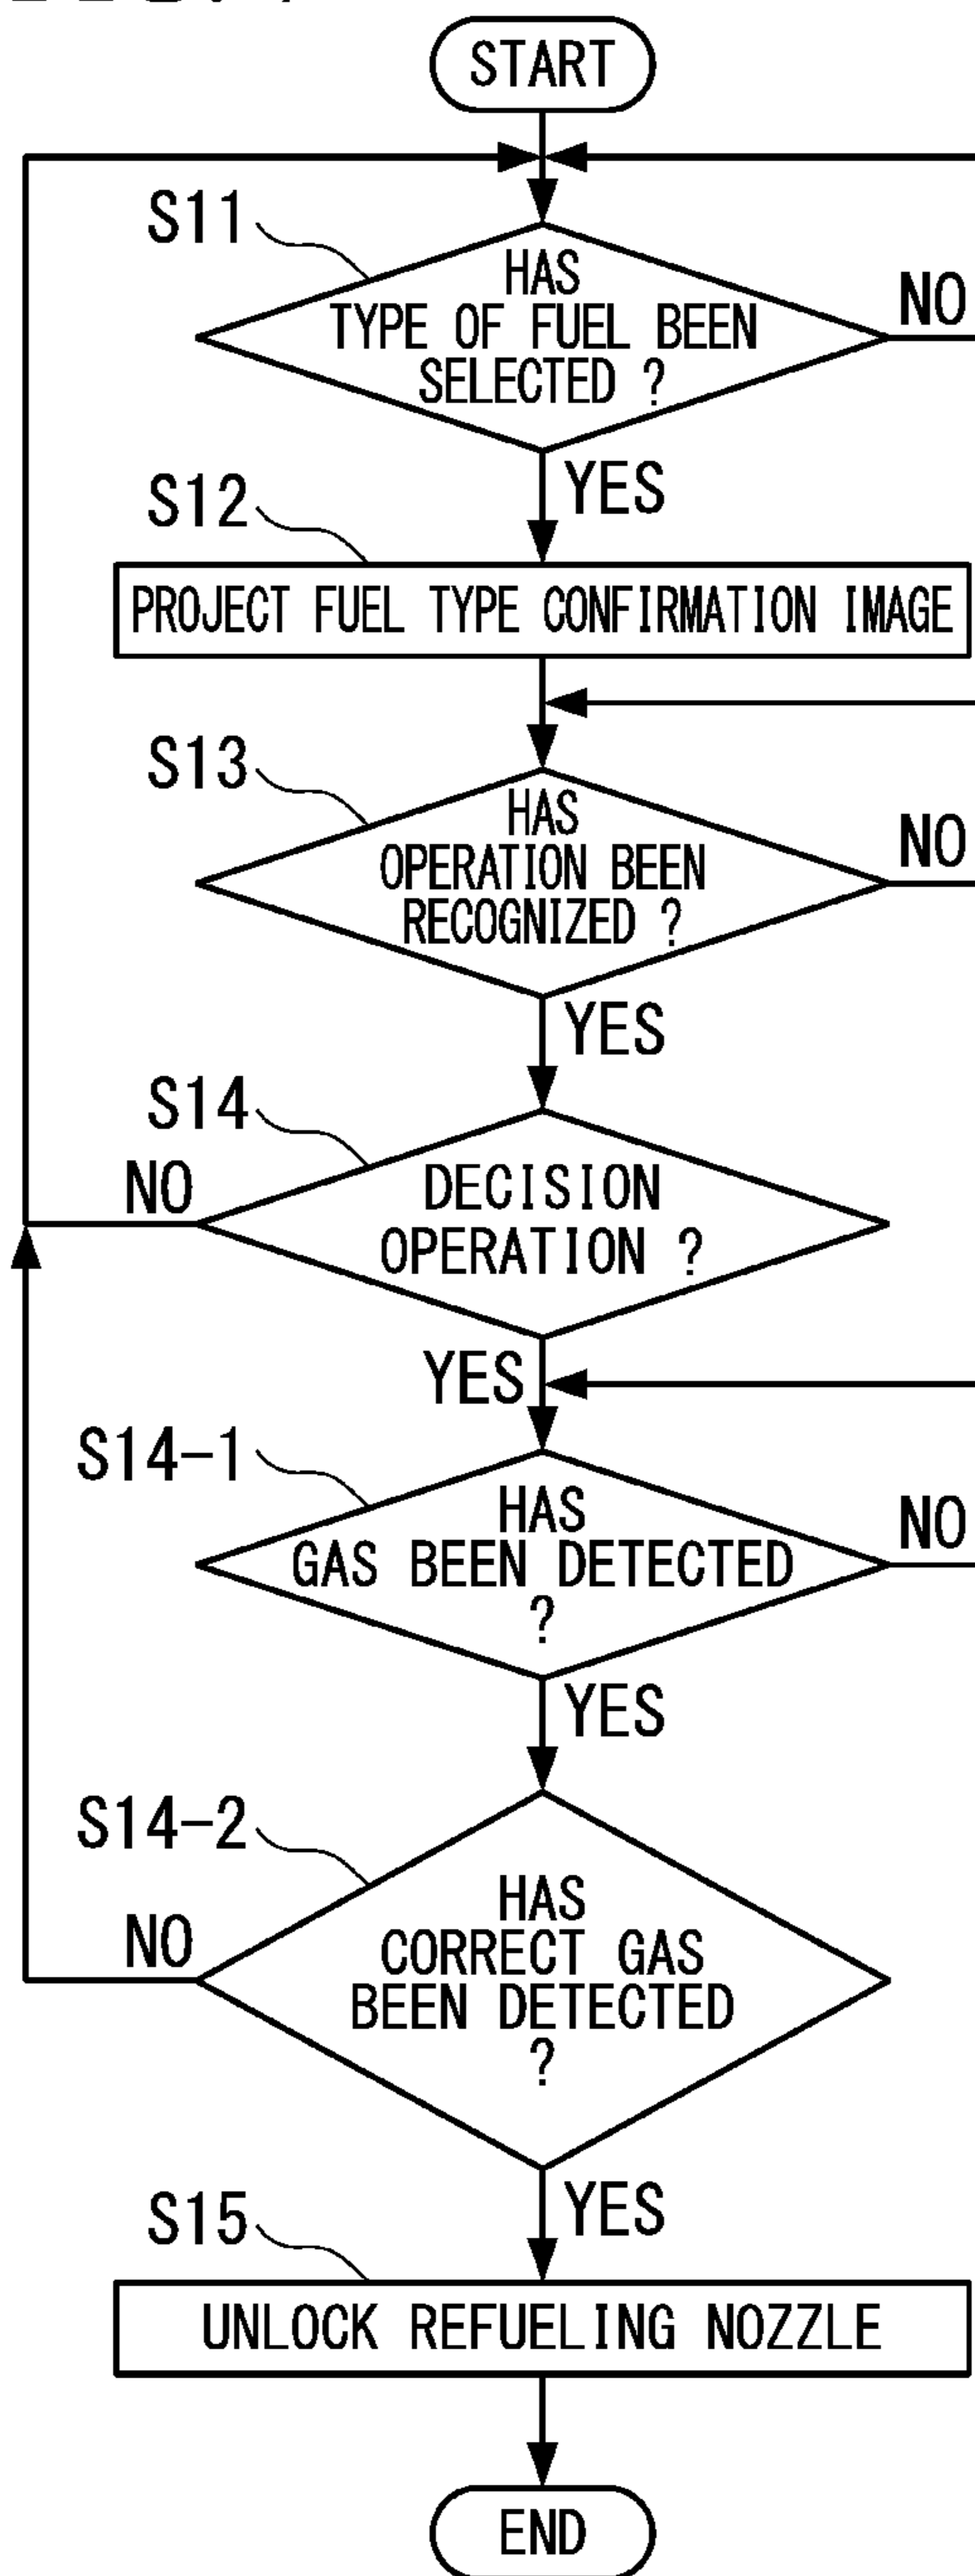 START
S11
HAS
TYPE OF FUEL BEEN
SELECTED ?
NO
YES
S12
PROJECT FUEL TYPE CONFIRMATION IMAGE
S13
HAS
OPERATION BEEN
RECOGNIZED ?
NO
YES
S14
NO
DECISION
OPERATION ?
YES
S14-1
HAS
GAS BEEN DETECTED
?
NO
YES
S14-2
NO
HAS
CORRECT GAS
BEEN DETECTED
?
YES
S15
UNLOCK REFUELING NOZZLE
END